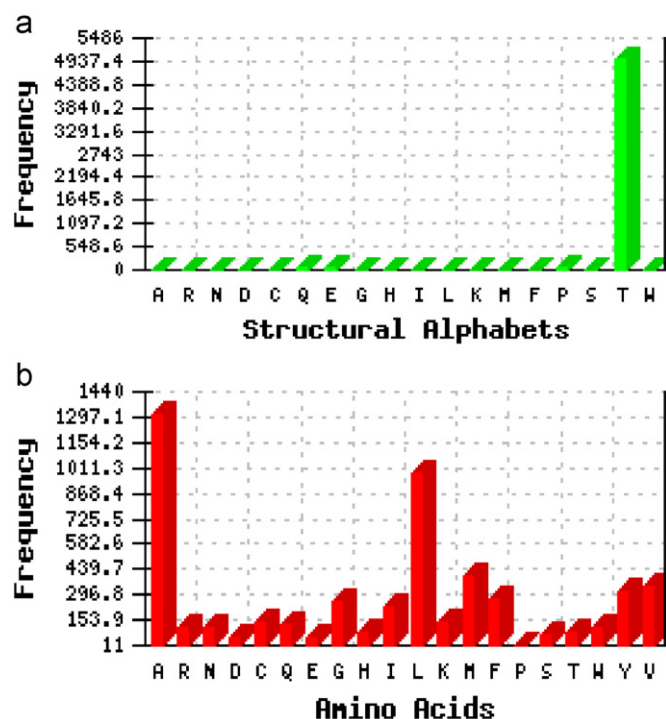 a
Frequency
5486
4937.4
4388.8
3840.2
3291.6
2743
2194.4
1645.8
1097.2
548.6
0
A R N D C Q E G H I L K M F P S T W
Structural Alphabets
b
Frequency
1440
1297.1
1154.2
1011.3
868.4
725.5
582.6
439.7
296.8
153.9
11
A R N D C Q E G H I L K M F P S T W Y V
Amino Acids